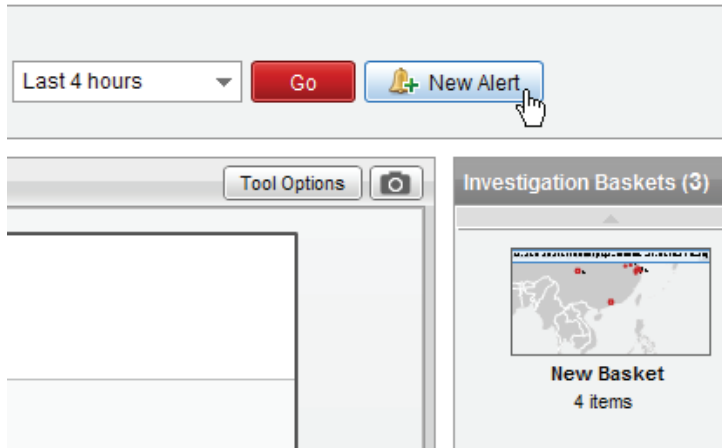 Last 4 hours
Go
New Alert
Tool Options
Investigation Baskets (3)
New Basket
4 items